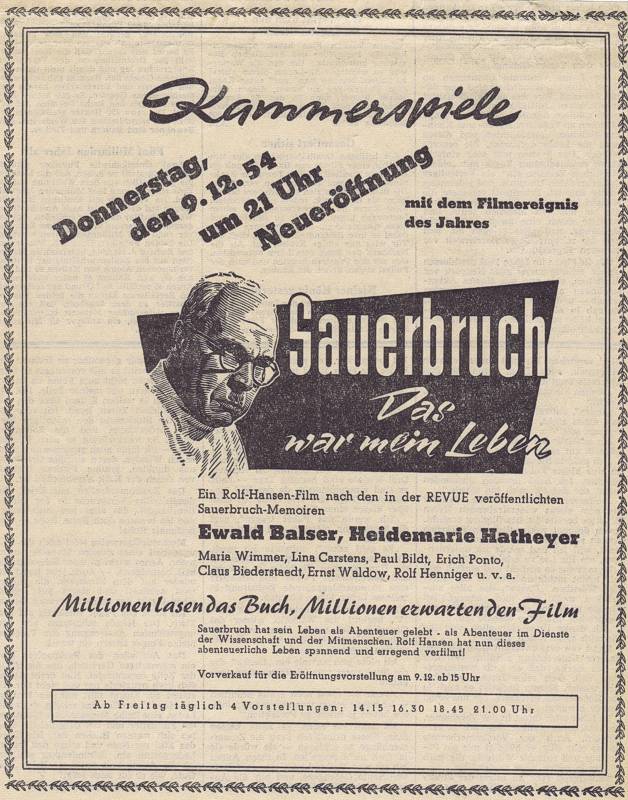 Kammerspiele
Donnerstag,
den 9.12.54
um 21 Uhr
Neueröffnung
mit dem Filmereignis
des Jahres
Sauerbruch
Das
war mein Leben
Ein Rolf-Hansen-Film nach den in der REVUE veröffentlichten
Sauerbruch-Memoiren
Ewald Balser, Heidemarie Hatheyer
Maria Wimmer, Lina Carstens, Paul Bildt, Erich Ponto,
Claus Biederstaedt, Ernst Waldow, Rolf Henniger u. v. a.
Millionen lasen das Buch, Millionen erwarten den Film
Sauerbruch hat sein Leben als Abenteuer gelebt - als Abenteuer im Dienste
der Wissenschaft und der Mitmenschen. Rolf Hansen hat nun dieses
abenteuerliche Leben spannend und erregend verfilmt!
Vorverkauf für die Eröffnungsvorstellung am 9.12. ab 15 Uhr
Ab Freitag täglich 4 Vorstellungen: 14.15 16.30 18.45 21.00 Uhr